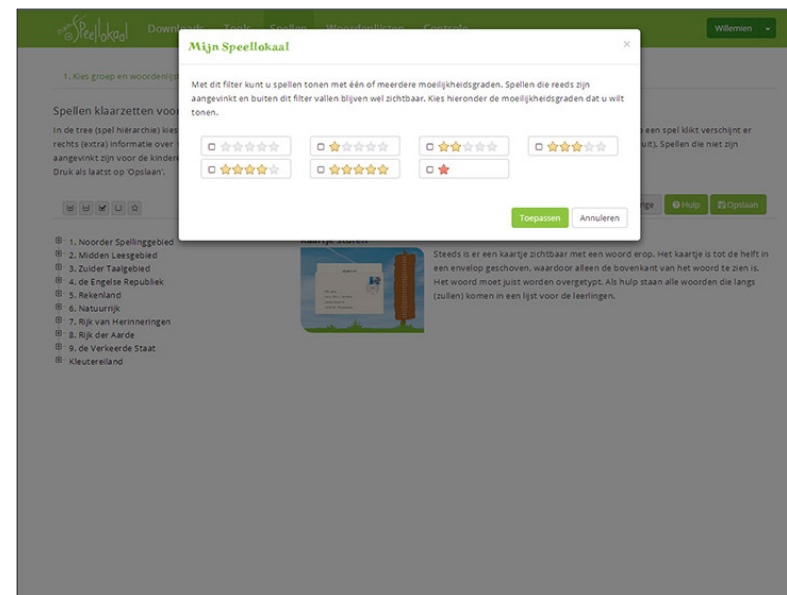 Speellokaal
Downloads Tools Spellen Woordenlijsten Controle
Willemien
Mijn Speellokaal ×
Met dit filter kunt u spellen tonen met één of meerdere moeilijkheidsgraden. Spellen die reeds zijn
aangevinkt en buiten dit filter vallen blijven wel zichtbaar. Kies hieronder de moeilijkheidsgraden dat u wilt
tonen.
Toepassen Annuleren
1. Kies groep en woordenlijst
Spellen klaarzetten voor
In de tree (spel hiërarchie) kies
een spel klikt verschijnt er
rechts (extra) informatie over
uit). Spellen die niet zijn
aangevinkt zijn voor de kinderen
Druk als laatst op 'Opslaan'.
Hulp Opslaan
1. Noorder Spellinggebied
2. Midden Leesgebied
3. Zuider Taalgebied
4. de Engelse Republiek
5. Rekenland
6. Natuurrijk
7. Rijk van Herinneringen
8. Rijk der Aarde
9. de Verkeerde Staat
Kleutereiland
Kaartje sturen
Steeds is er een kaartje zichtbaar met een woord erop. Het kaartje is tot de helft in
een envelop geschoven, waardoor alleen de bovenkant van het woord te zien is.
Het woord moet juist worden overgetypt. Als hulp staan alle woorden die langs
(zullen) komen in een lijst voor de leerlingen.